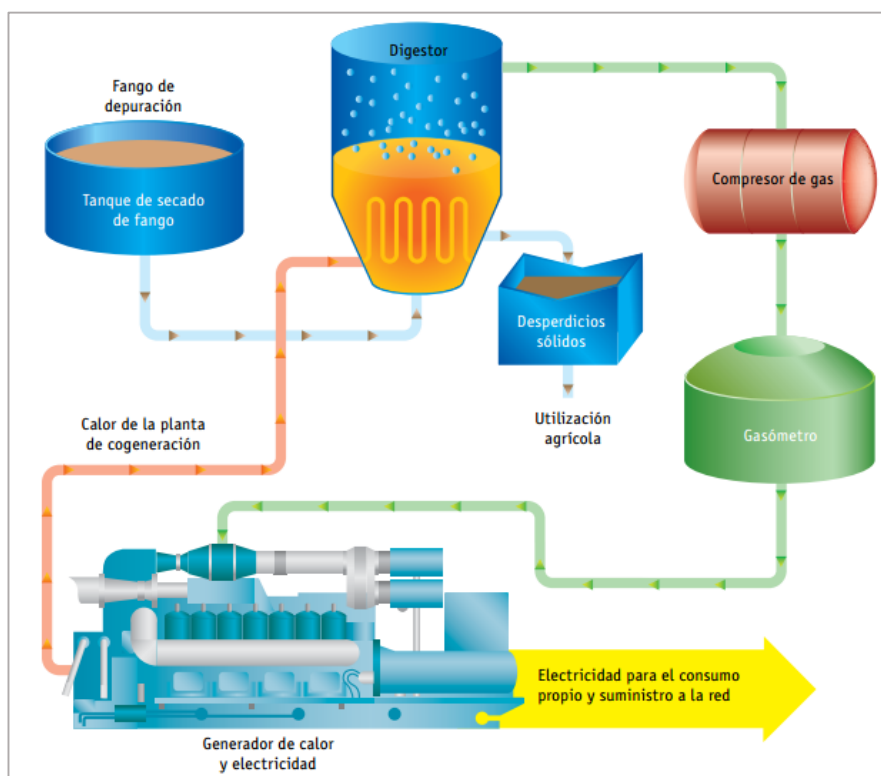 Digestor
Fango de
depuración
Tanque de secado
de fango
Compresor de gas
Desperdicios
sólidos
Utilización
agrícola
Gasómetro
Calor de la planta
de cogeneración
Electricidad para el consumo
propio y suministro a la red
Generador de calor
y electricidad